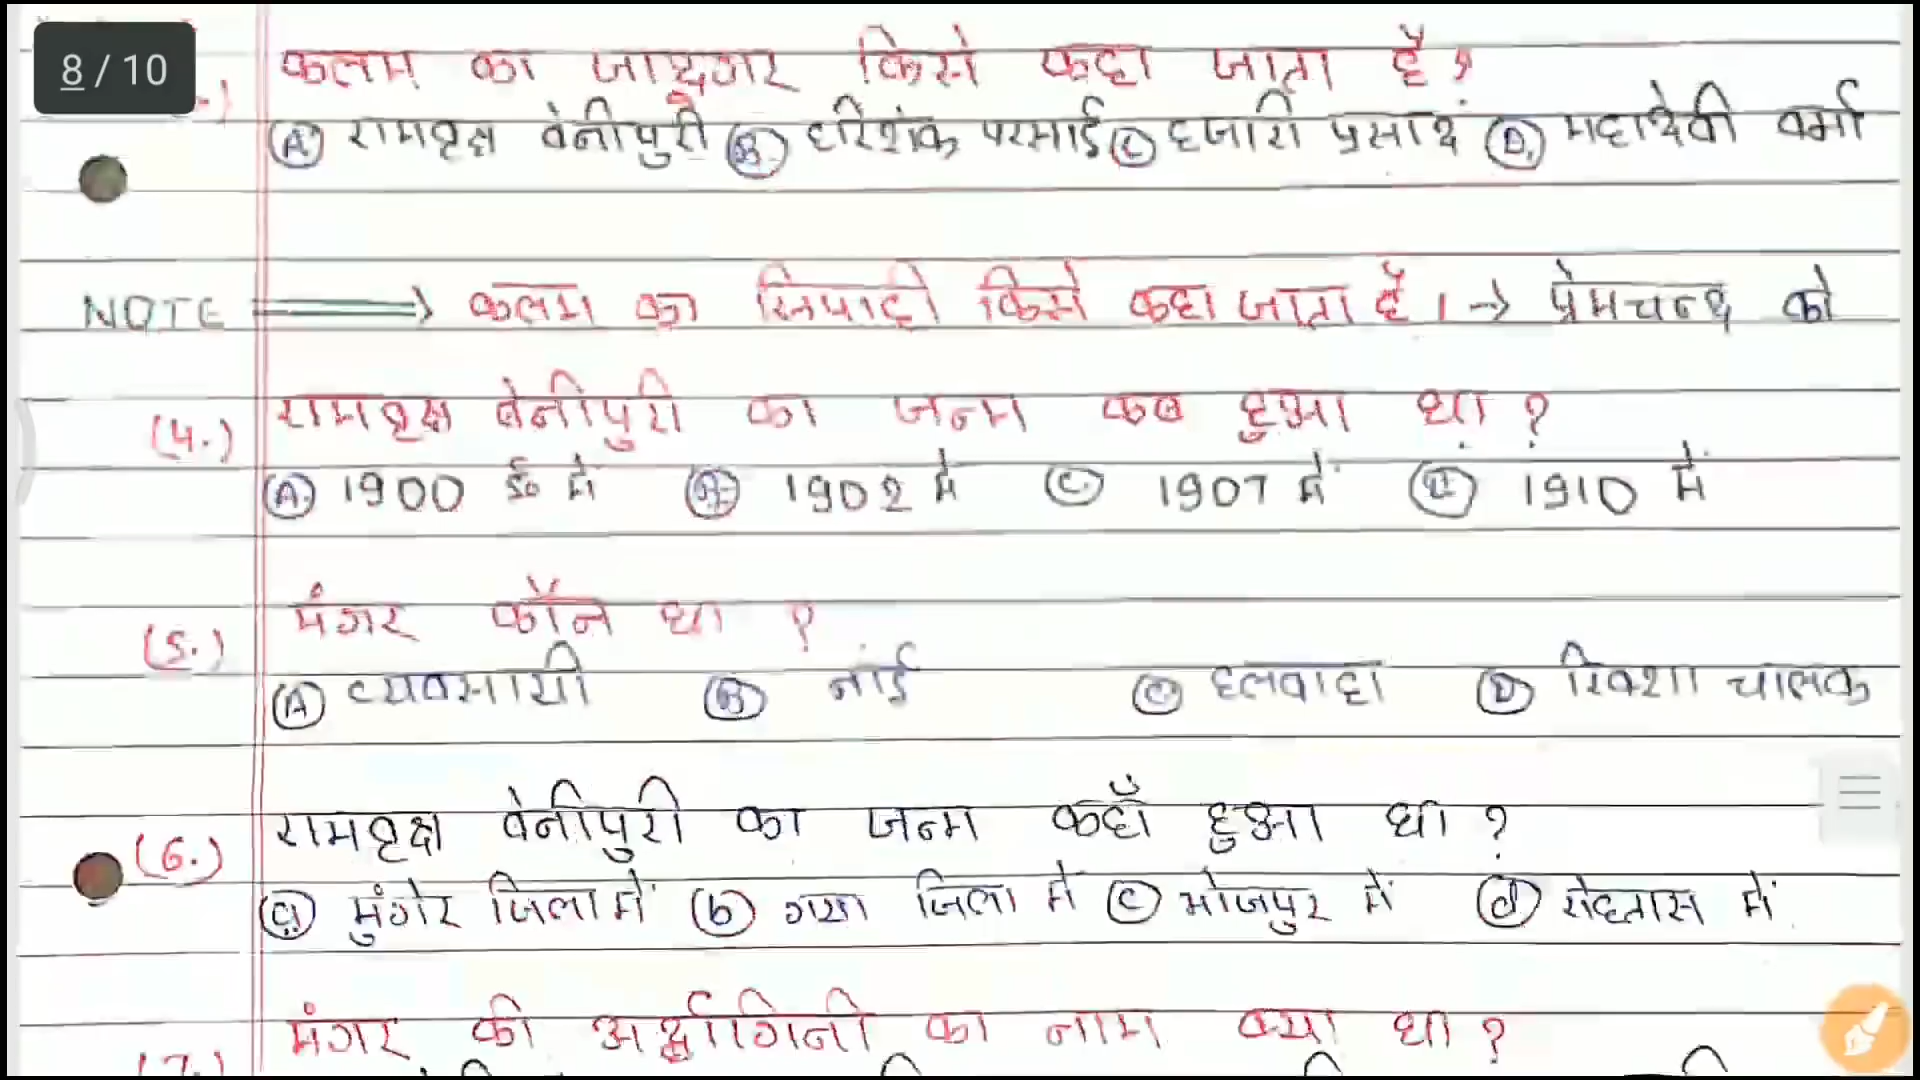 8 / 10
कलम का जादूगर किसे कहा जाता है ?
(A) रामवृक्ष बेनीपुरी (B) हरिशंक परसाई (C) हजारी प्रसाद (D) महादेवी वर्मा
NOTE ⟹ कलम का सिपाही किसे कहा जाता है । → प्रेमचन्द को
(4.) रामवृक्ष बेनीपुरी का जन्म कब हुआ था ?
(A) 1900 ई० में (B) 1902 में (C) 1907 में (D) 1910 में
(5.) मंगर कौन था ?
(A) व्यवसायी (B) नाई (C) हलवाहा (D) रिक्शा चालक
(6.) रामवृक्ष बेनीपुरी का जन्म कहाँ हुआ था ?
(a) मुंगेर जिला में (b) गया जिला में (c) भोजपुर में (d) रोहतास में
(7.) मंगर की अर्धांगिनी का नाम क्या था ?